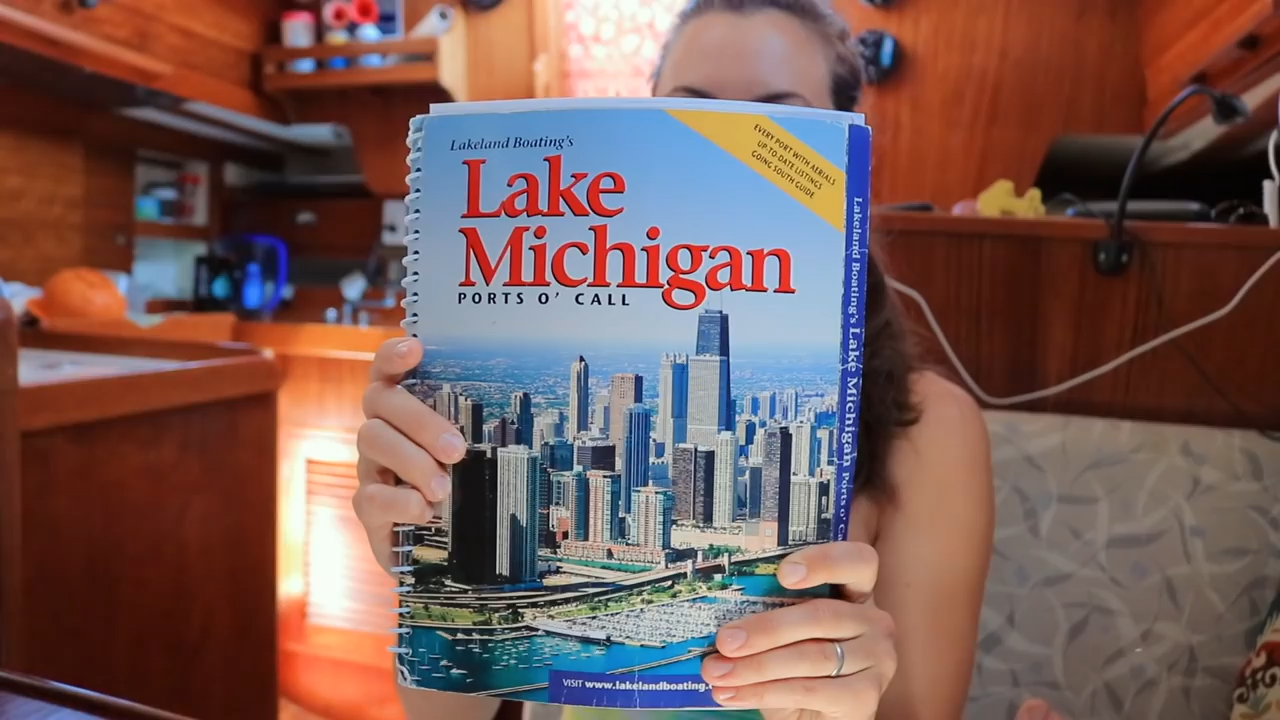 Lakeland Boating's
Lake
Michigan
PORTS O' CALL
EVERY PORT WITH AERIALS
UP-TO-DATE LISTINGS
GOING SOUTH GUIDE
Lakeland Boating's Lake Michigan Ports o'
VISIT www.lakelandboating.